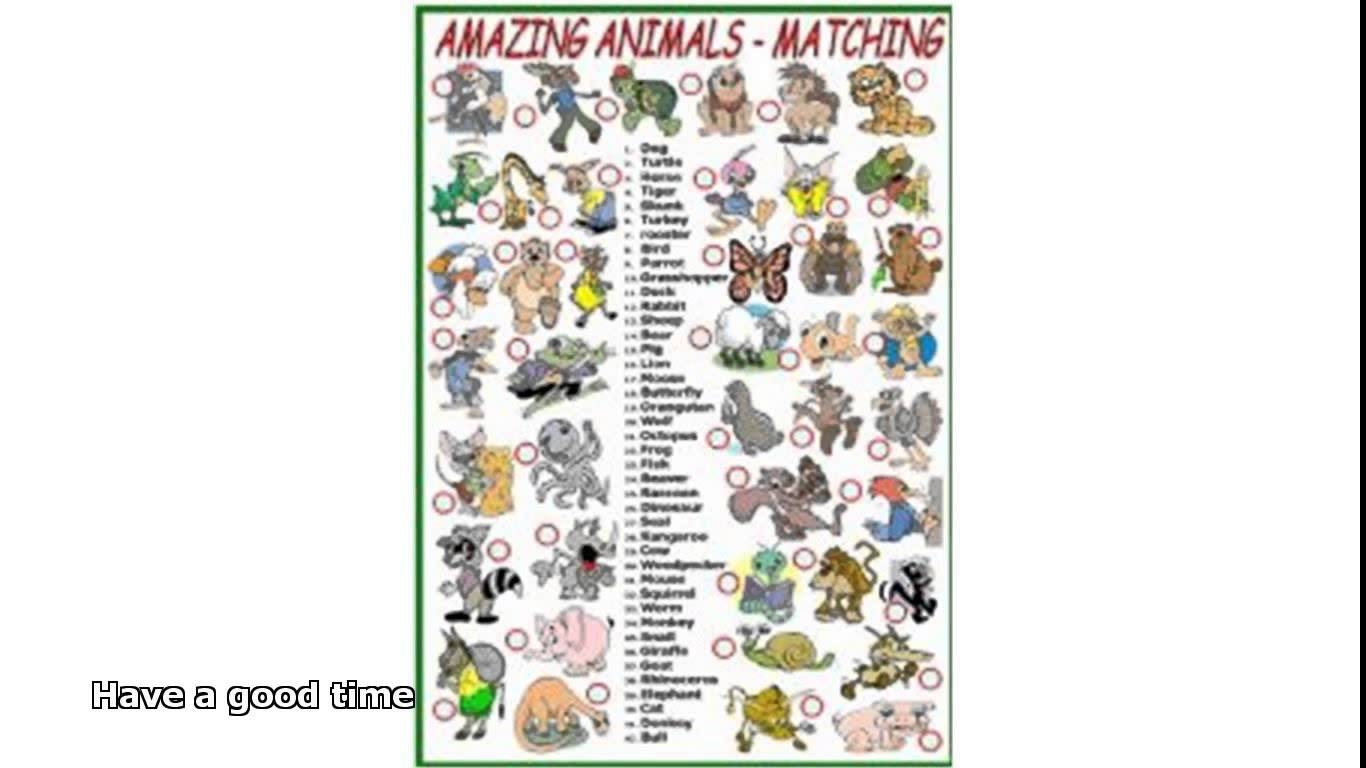 AMAZING ANIMALS - MATCHING
1. Dog
2. Turtle
3. Heron
4. Tiger
5. Skunk
6. Turkey
7. rooster
8. Bird
9. Parrot
10. Grasshopper
11. Duck
12. Rabbit
13. Sheep
14. Bear
15. Pig
16. Lion
17. Moose
18. Butterfly
19. Orangutan
20. Wolf
21. Octopus
22. Frog
23. Fish
24. Beaver
25. Racoon
26. Dinosaur
27. Seal
28. Kangaroo
29. Cow
30. Woodpecker
31. Mouse
32. Squirrel
33. Worm
34. Monkey
35. Snail
36. Giraffe
37. Goat
38. Rhinoceros
39. Elephant
40. Cat
41. Donkey
42. Bull
Have a good time